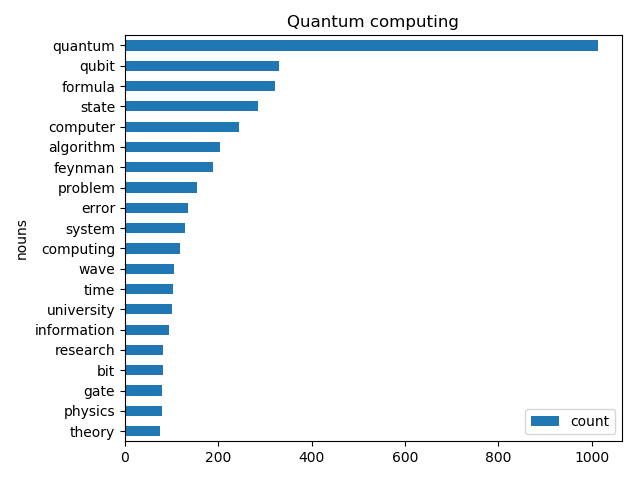 Quantum computing
quantum
qubit
formula
state
computer
algorithm
feynman
problem
error
system
computing
wave
time
university
information
research
bit
gate
physics
theory
nouns
0 200 400 600 800 1000
count